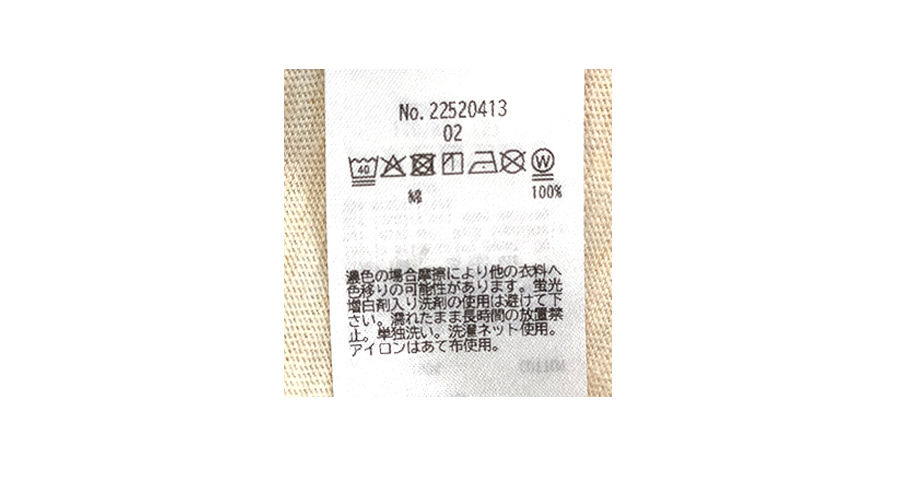 No. 22520413
02
40
W
綿 100%
濃色の場合摩擦により他の衣料へ
色移りの可能性があります。蛍光
増白剤入り洗剤の使用は避けて下
さい。濡れたまま長時間の放置禁
止。単独洗い。洗濯ネット使用。
アイロンはあて布使用。